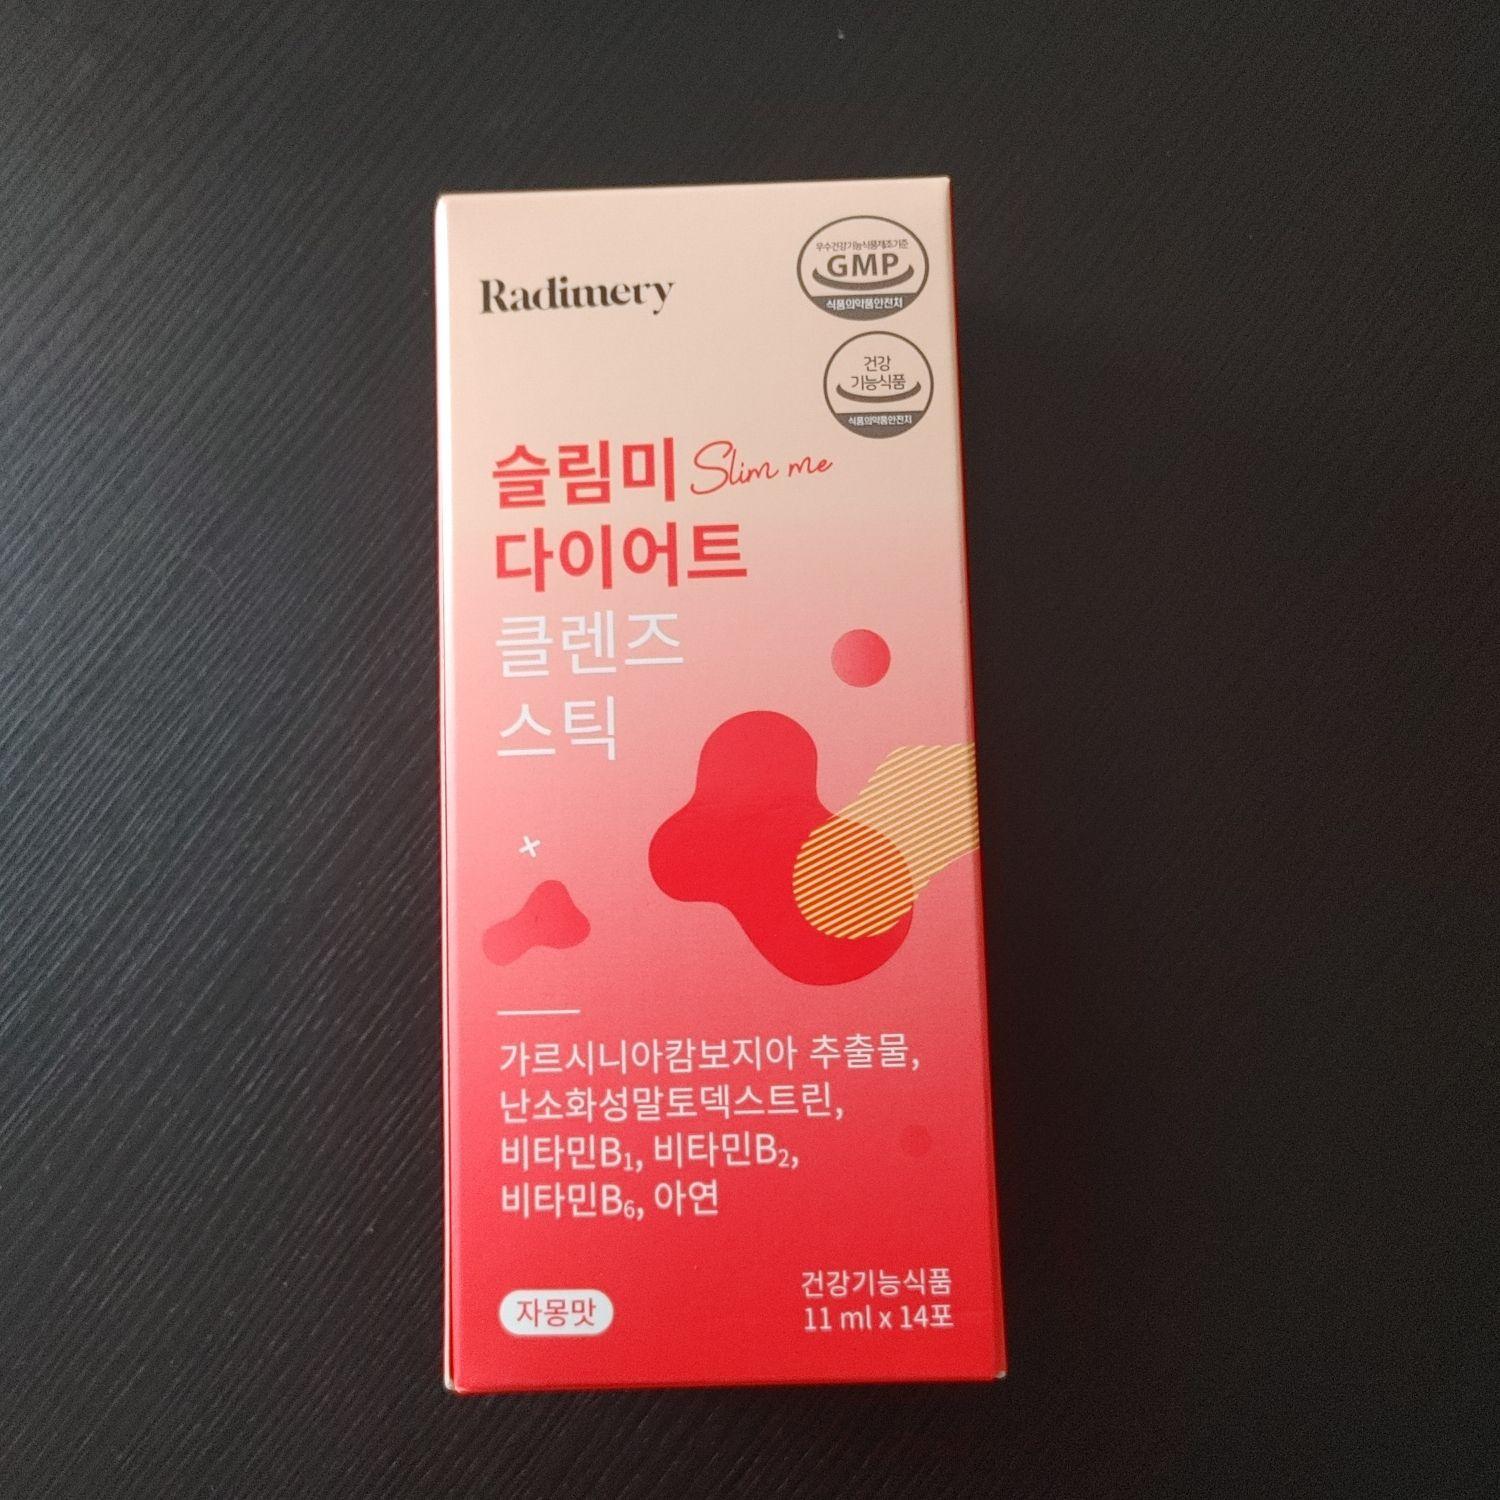 Radimery
우수건강기능식품제조기준
GMP
식품의약품안전처
건강
기능식품
식품의약품안전처
슬림미 Slim me
다이어트
클렌즈
스틱
가르시니아캄보지아 추출물,
난소화성말토덱스트린,
비타민B₁, 비타민B₂,
비타민B₆, 아연
자몽맛
건강기능식품
11 ml x 14포